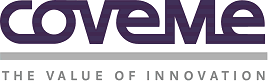 coveme
THE VALUE OF INNOVATION